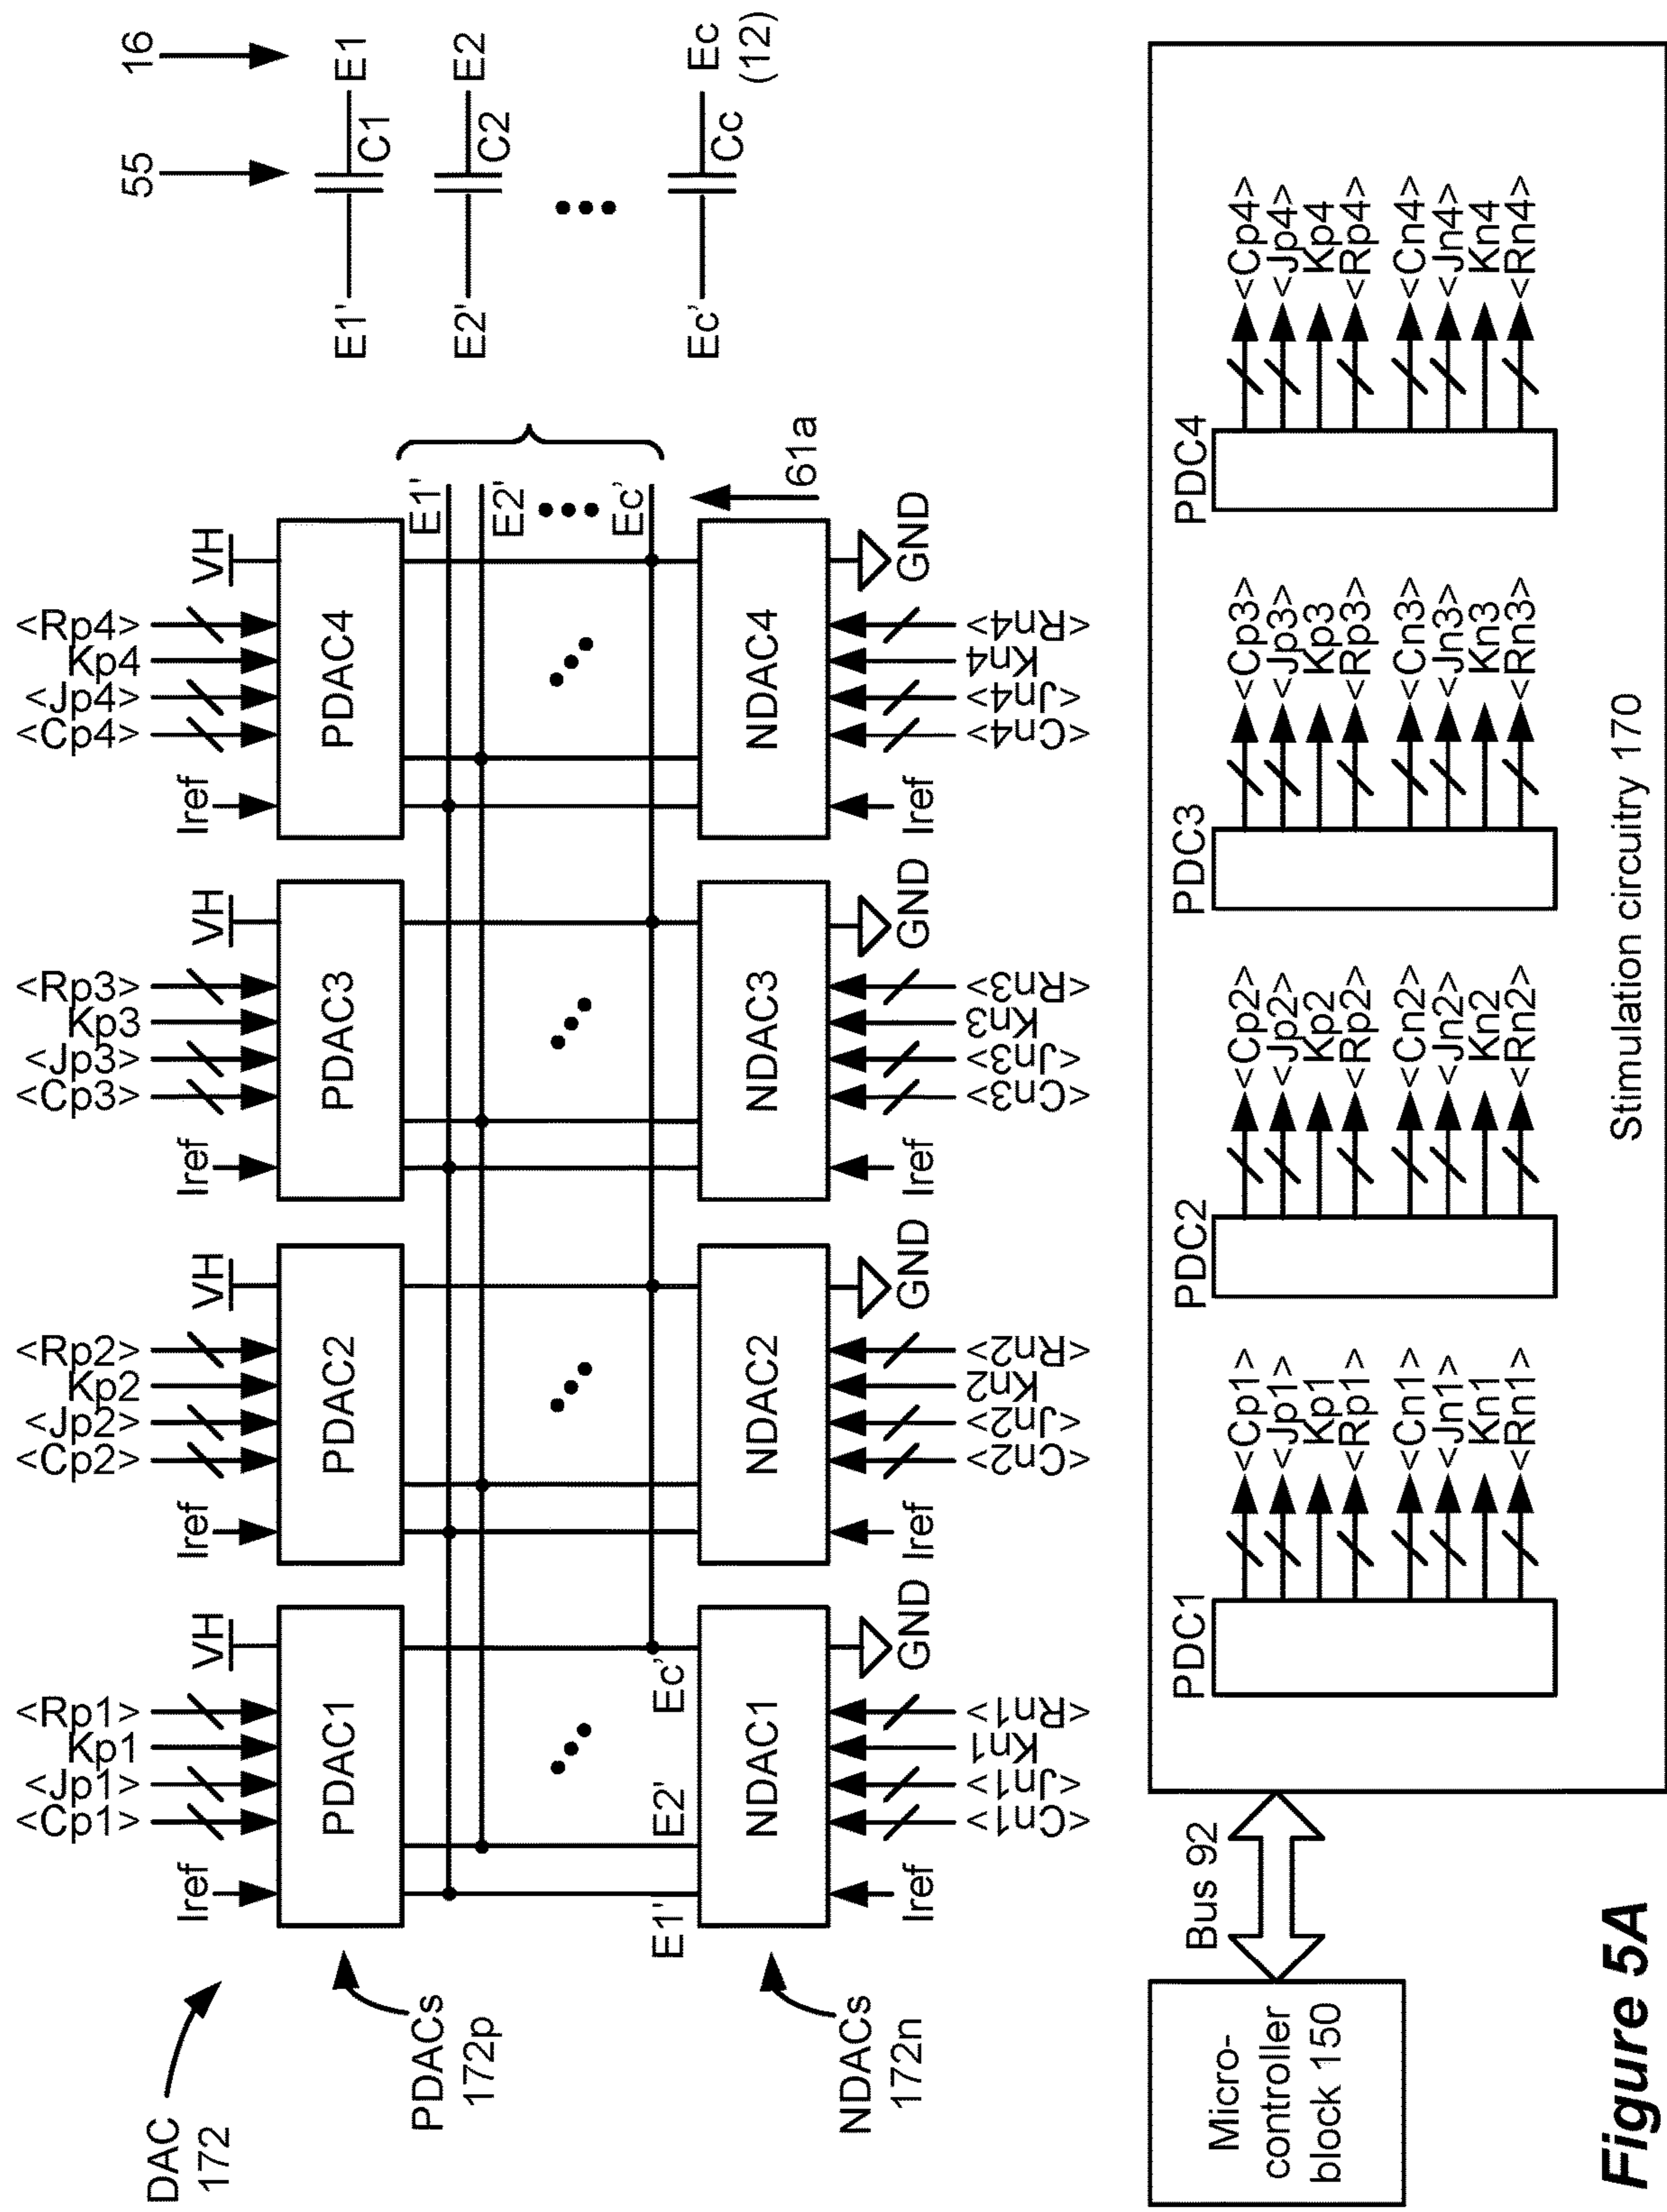 DAC
172
PDACs
172p
NDACs
172n
Iref <Cp1> <Jp1> Kp1 <Rp1> VH
Iref <Cp2> <Jp2> Kp2 <Rp2> VH
Iref <Cp3> <Jp3> Kp3 <Rp3> VH
Iref <Cp4> <Jp4> Kp4 <Rp4> VH
PDAC1 PDAC2 PDAC3 PDAC4
E1' E2' Ec'
E1'
E2'
Ec'
NDAC1 NDAC2 NDAC3 NDAC4
Iref <Cn1> <Jn1> Kn1 <Rn1> GND
Iref <Cn2> <Jn2> Kn2 <Rn2> GND
Iref <Cn3> <Jn3> Kn3 <Rn3> GND
Iref <Cn4> <Jn4> Kn4 <Rn4> GND
61a
55 16
E1' C1 E1
E2' C2 E2
Ec' Cc Ec
(12)
Micro-
controller
block 150
Bus 92
PDC1
<Cp1>
<Jp1>
Kp1
<Rp1>
<Cn1>
<Jn1>
Kn1
<Rn1>
PDC2
<Cp2>
<Jp2>
Kp2
<Rp2>
<Cn2>
<Jn2>
Kn2
<Rn2>
PDC3
<Cp3>
<Jp3>
Kp3
<Rp3>
<Cn3>
<Jn3>
Kn3
<Rn3>
PDC4
<Cp4>
<Jp4>
Kp4
<Rp4>
<Cn4>
<Jn4>
Kn4
<Rn4>
Stimulation circuitry 170
Figure 5A